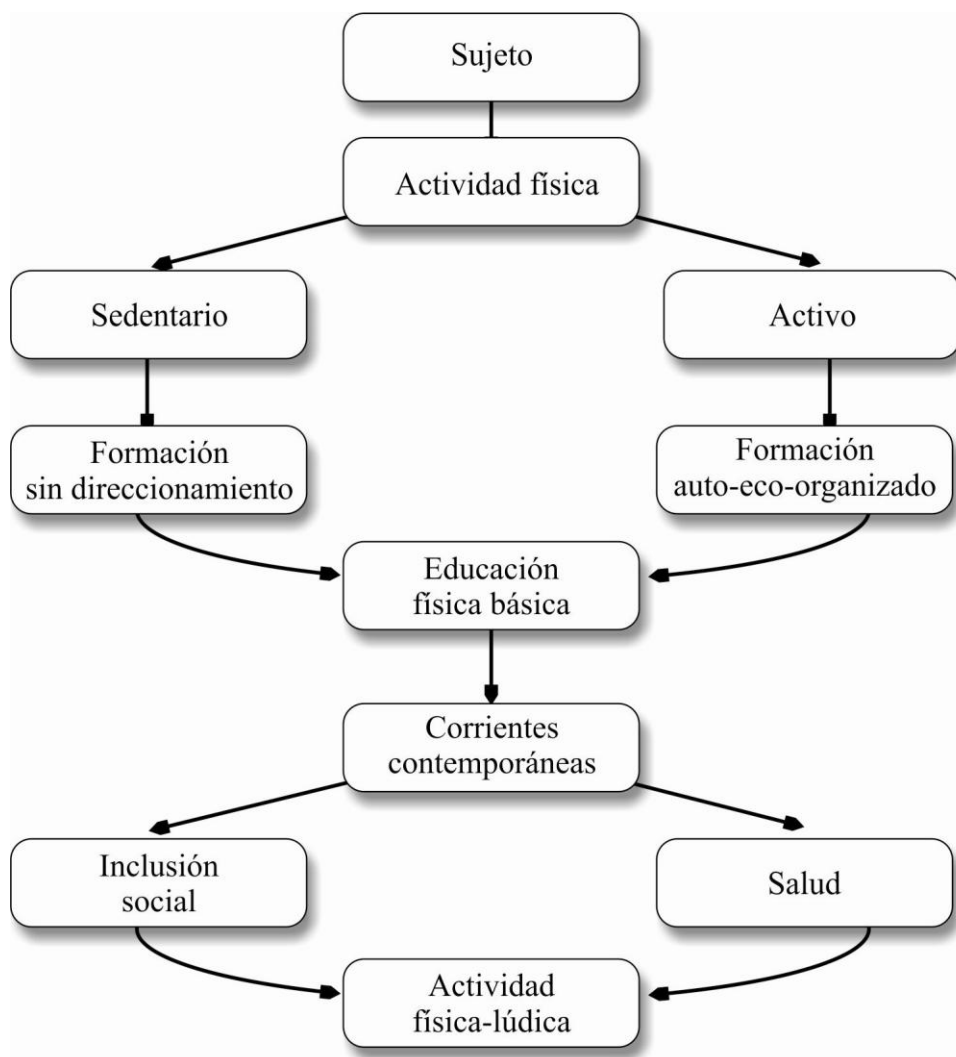 Sujeto
Actividad física
Sedentario
Activo
Formación
sin direccionamiento
Formación
auto-eco-organizado
Educación
física básica
Corrientes
contemporáneas
Inclusión
social
Salud
Actividad
física-lúdica